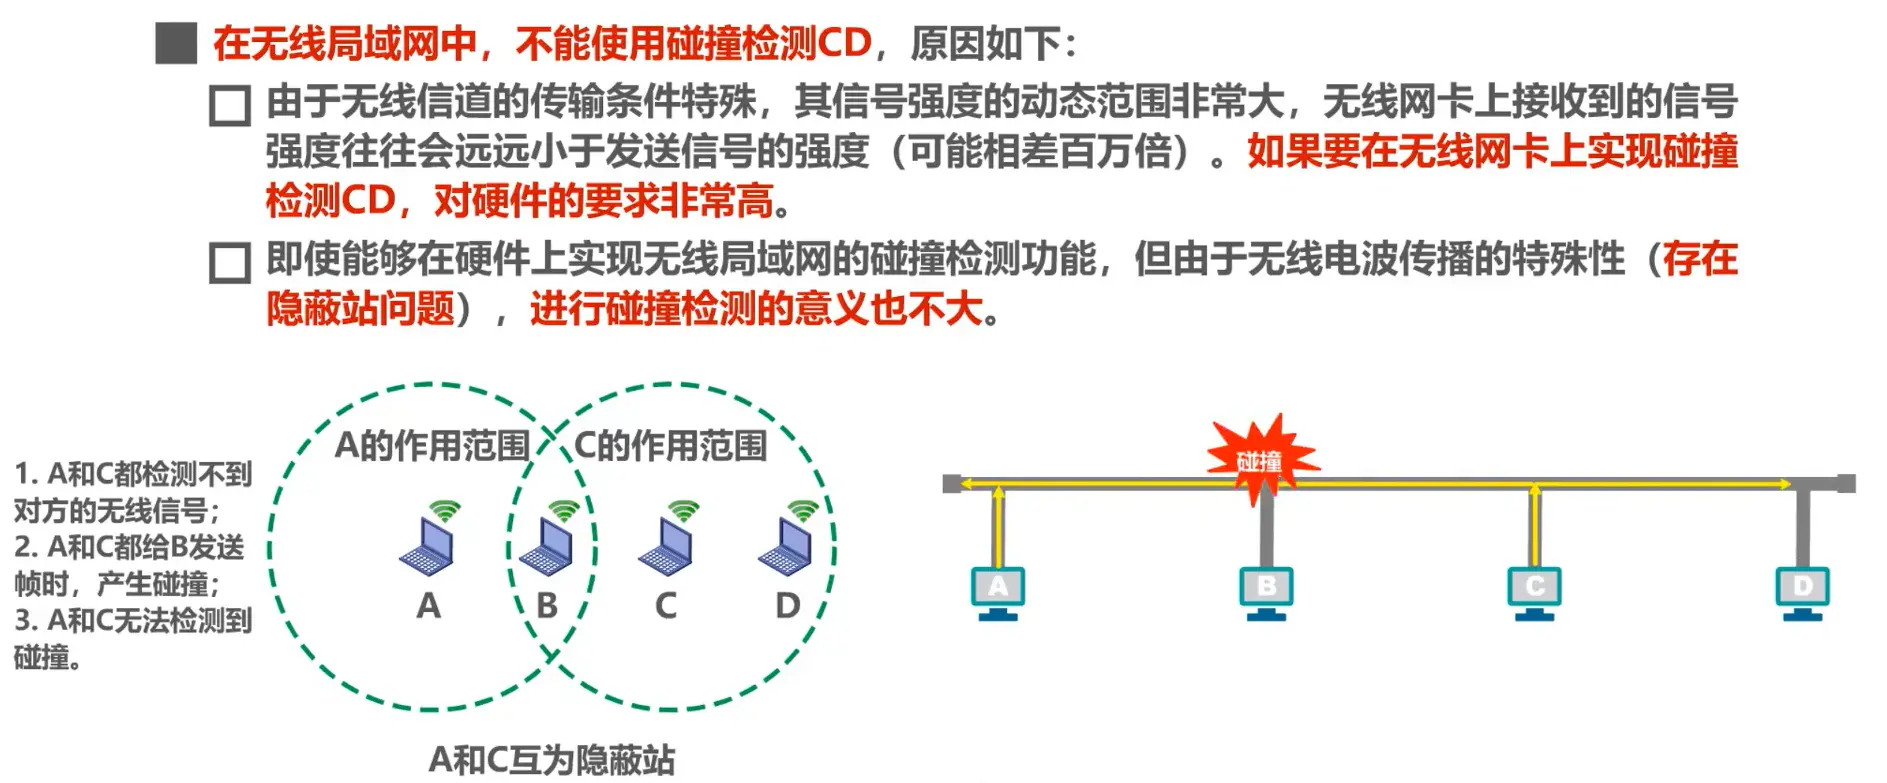 在无线局域网中，不能使用碰撞检测CD，原因如下：
由于无线信道的传输条件特殊，其信号强度的动态范围非常大，无线网卡上接收到的信号
强度往往会远远小于发送信号的强度（可能相差百万倍）。如果要在无线网卡上实现碰撞
检测CD，对硬件的要求非常高。
即使能够在硬件上实现无线局域网的碰撞检测功能，但由于无线电波传播的特殊性（存在
隐蔽站问题），进行碰撞检测的意义也不大。
A的作用范围
C的作用范围
1. A和C都检测不到
对方的无线信号；
2. A和C都给B发送
帧时，产生碰撞；
3. A和C无法检测到
碰撞。
A
B
C
D
A和C互为隐蔽站
碰撞
A
B
C
D